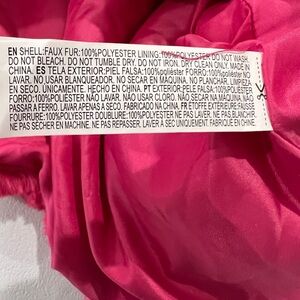 EN SHELL:FAUX FUR:100%POLYESTER LINING:100%POLYESTER DO NOT WASH.
DO NOT BLEACH. DO NOT TUMBLE DRY. DO NOT IRON. DRY CLEAN ONLY. MADE IN
CHINA. ES TELA EXTERIOR:PIEL FALSA:100%poliéster FORRO:100%poliéster NO
LAVAR. NO USAR BLANQUEADOR. NO SECAR EN MAQUINA. NO PLANCHAR. LIMPIEZA
EN SECO. ÚNICAMENTE. HECHO EN CHINA. PT EXTERIOR:PELE FALSA:100%poliéster
FORRO:100%poliéster NÃO LAVAR. NÃO USAR CLORO. NÃO SECAR NO TAMBOR. NÃO
PASSAR A FERRO. LAVAR APENAS A SECO. FABRICADO NA CHINA. FR ETOFFE EXTÉRIEURE FAUSSE
FOURRURE:100%POLYESTER DOUBLURE:100%POLYESTER NE PAS LAVER. NE PAS BLANCHIR.
NE PAS SECHER EN MACHINE. NE PAS REPASSER. LAVER À SEC UNIQUEMENT. FABRIQUÉ EN CHINE.